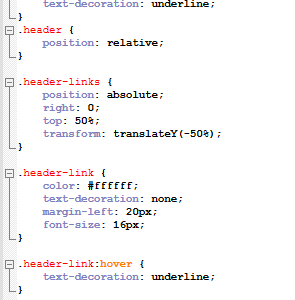 text-decoration: underline;
}
.header {
position: relative;
}
.header-links {
position: absolute;
right: 0;
top: 50%;
transform: translateY(-50%);
}
.header-link {
color: #ffffff;
text-decoration: none;
margin-left: 20px;
font-size: 16px;
}
.header-link:hover {
text-decoration: underline;
}